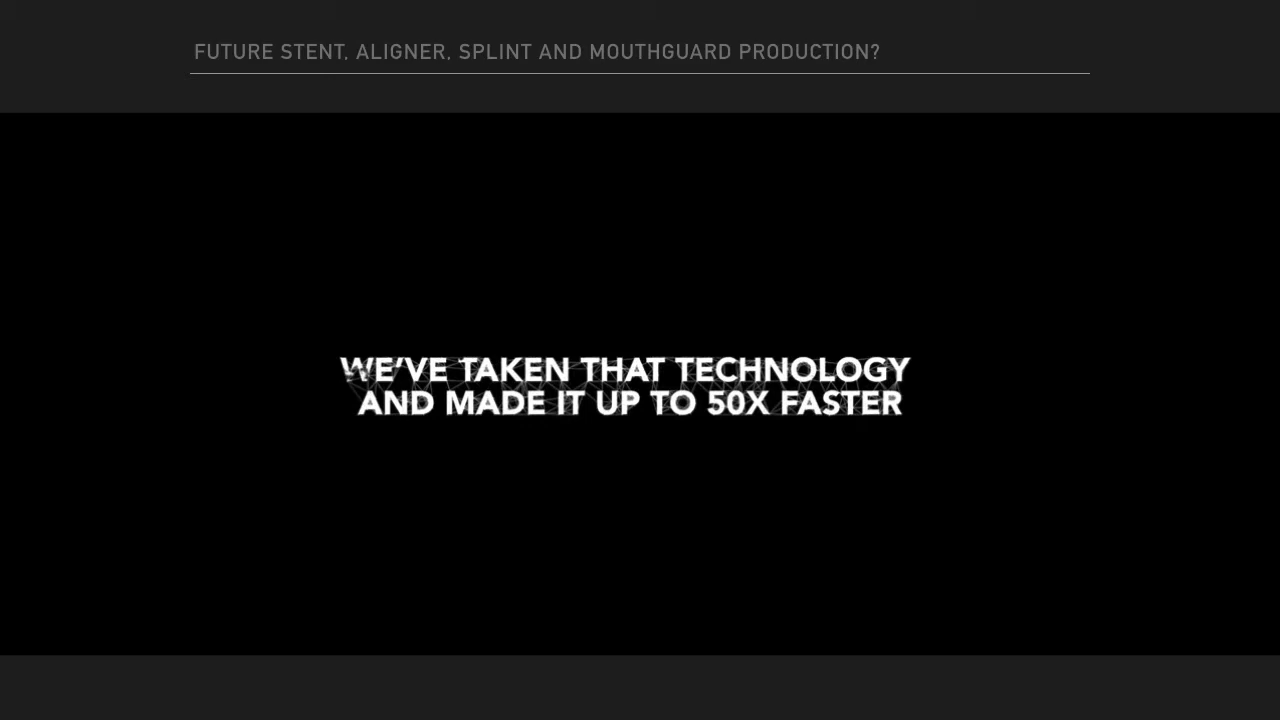 FUTURE STENT, ALIGNER, SPLINT AND MOUTHGUARD PRODUCTION?
WE'VE TAKEN THAT TECHNOLOGY
AND MADE IT UP TO 50X FASTER